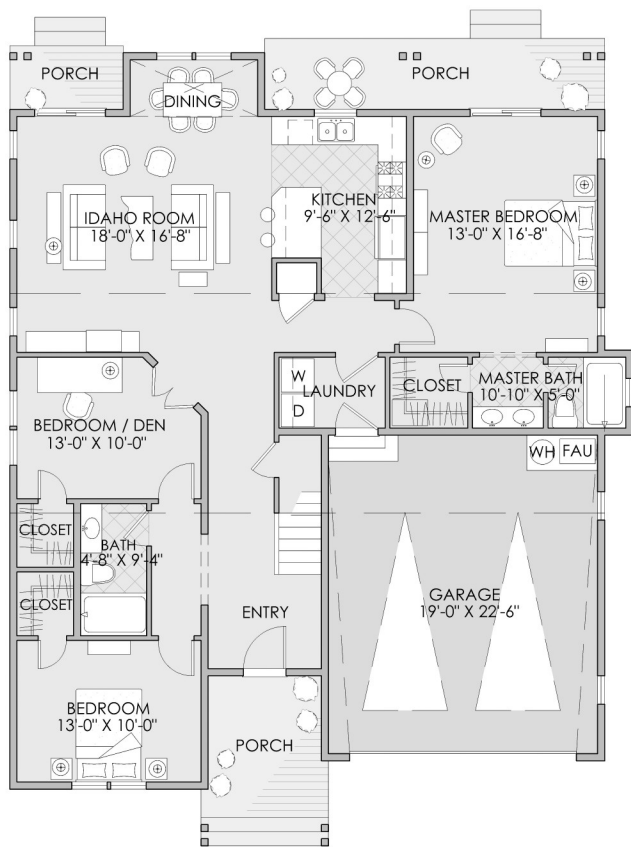 PORCH
PORCH
DINING
IDAHO ROOM
18'-0" X 16'-8"
KITCHEN
9'-6" X 12'-6"
MASTER BEDROOM
13'-0" X 16'-8"
W
D
LAUNDRY
CLOSET
MASTER BATH
10'-10" X 5'-0"
BEDROOM / DEN
13'-0" X 10'-0"
WH
FAU
CLOSET
BATH
4'-8" X 9'-4"
CLOSET
ENTRY
GARAGE
19'-0" X 22'-6"
BEDROOM
13'-0" X 10'-0"
PORCH